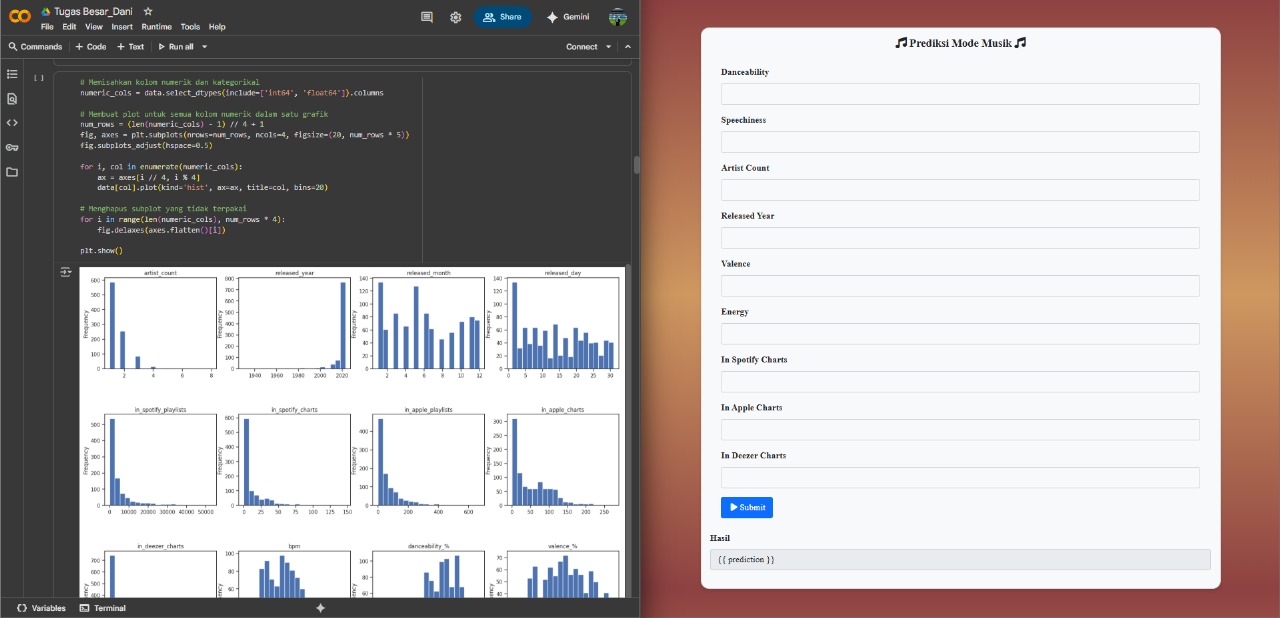 Tugas Besar_Dani
File Edit View Insert Runtime Tools Help
Share
Gemini
Commands + Code + Text Run all
Connect
[ ]
# Memisahkan kolom numerik dan kategorikal
numeric_cols = data.select_dtypes(include=['int64', 'float64']).columns
# Membuat plot untuk semua kolom numerik dalam satu grafik
num_rows = (len(numeric_cols) - 1) // 4 + 1
fig, axes = plt.subplots(nrows=num_rows, ncols=4, figsize=(20, num_rows * 5))
fig.subplots_adjust(hspace=0.5)
for i, col in enumerate(numeric_cols):
ax = axes[i // 4, i % 4]
data[col].plot(kind='hist', ax=ax, title=col, bins=20)
# Menghapus subplot yang tidak terpakai
for i in range(len(numeric_cols), num_rows * 4):
fig.delaxes(axes.flatten()[i])
plt.show()
artist_count
Frequency
600
500
400
300
200
100
0
2 4 6 8
released_year
Frequency
800
700
600
500
400
300
200
100
0
1940 1960 1980 2000 2020
released_month
Frequency
140
120
100
80
60
40
20
0
2 4 6 8 10 12
released_day
Frequency
140
120
100
80
60
40
20
0
0 5 10 15 20 25 30
in_spotify_playlists
Frequency
500
400
300
200
100
0
0 10000 20000 30000 40000 50000
in_spotify_charts
Frequency
600
500
400
300
200
100
0
0 25 50 75 100 125 150
in_apple_playlists
Frequency
400
300
200
100
0
0 200 400 600
in_apple_charts
Frequency
300
250
200
150
100
50
0
0 50 100 150 200 250
in_deezer_charts
700
600
500
400
bpm
100
80
60
danceability_%
100
80
60
valence_%
70
60
50
40
Variables Terminal
Prediksi Mode Musik
Danceability
Speechiness
Artist Count
Released Year
Valence
Energy
In Spotify Charts
In Apple Charts
In Deezer Charts
Submit
Hasil
{{ prediction }}